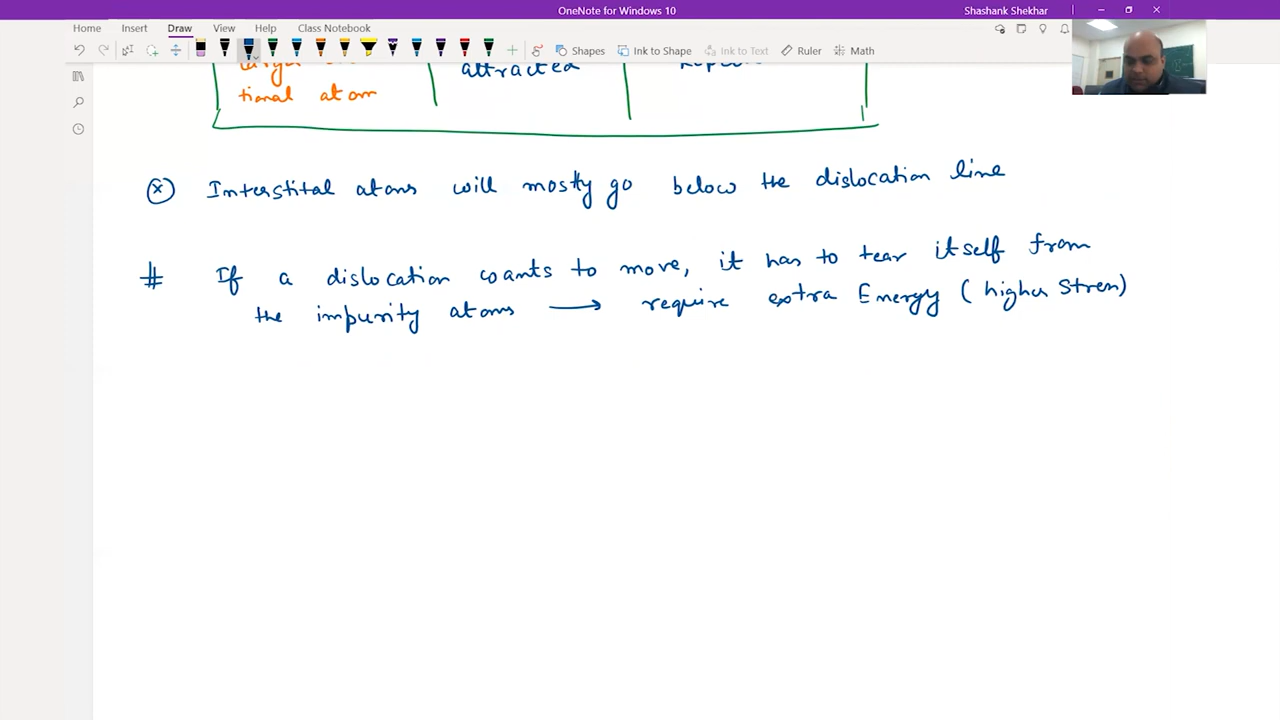 OneNote for Windows 10
Shashank Shekhar
Home Insert Draw View Help Class Notebook
Shapes Ink to Shape Ink to Text Ruler Math
attracted
tional atom
Interstital atoms will mostly go below the dislocation line
# If a dislocation wants to move, it has to tear itself from
the impurity atoms → require extra Energy (higher Stress)